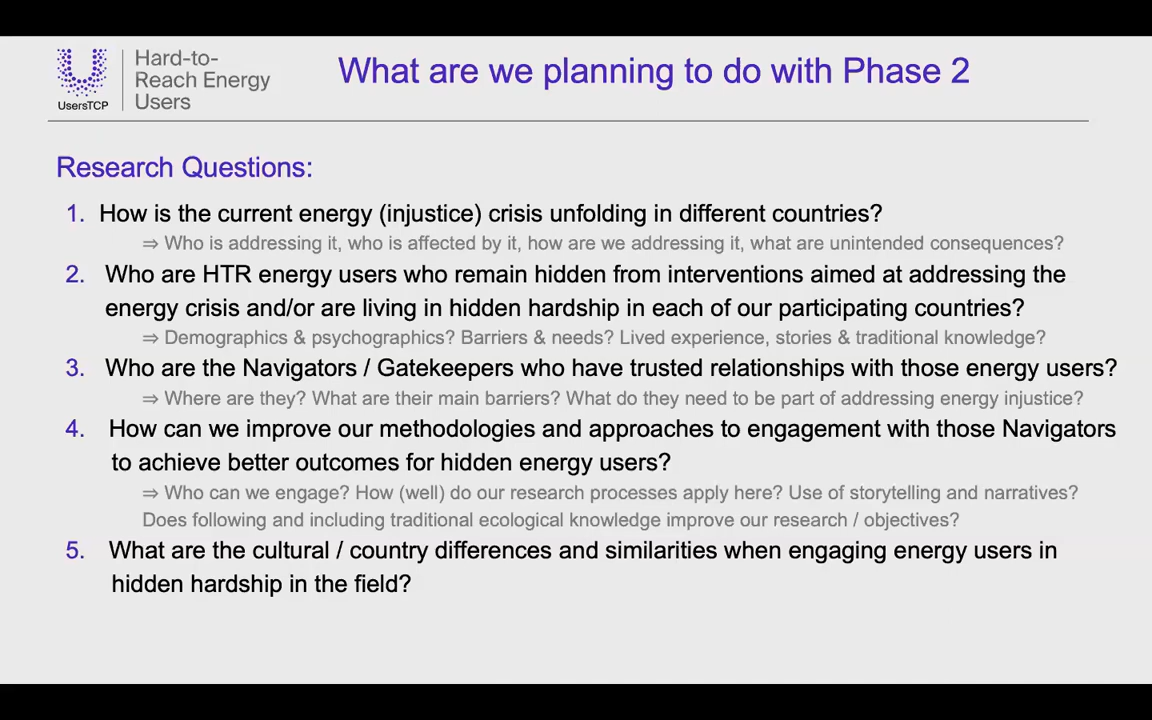 Hard-to-
Reach Energy
Users
UsersTCP
What are we planning to do with Phase 2
Research Questions:
1. How is the current energy (injustice) crisis unfolding in different countries?
⇒ Who is addressing it, who is affected by it, how are we addressing it, what are unintended consequences?
2. Who are HTR energy users who remain hidden from interventions aimed at addressing the
energy crisis and/or are living in hidden hardship in each of our participating countries?
⇒ Demographics & psychographics? Barriers & needs? Lived experience, stories & traditional knowledge?
3. Who are the Navigators / Gatekeepers who have trusted relationships with those energy users?
⇒ Where are they? What are their main barriers? What do they need to be part of addressing energy injustice?
4. How can we improve our methodologies and approaches to engagement with those Navigators
to achieve better outcomes for hidden energy users?
⇒ Who can we engage? How (well) do our research processes apply here? Use of storytelling and narratives?
Does following and including traditional ecological knowledge improve our research / objectives?
5. What are the cultural / country differences and similarities when engaging energy users in
hidden hardship in the field?